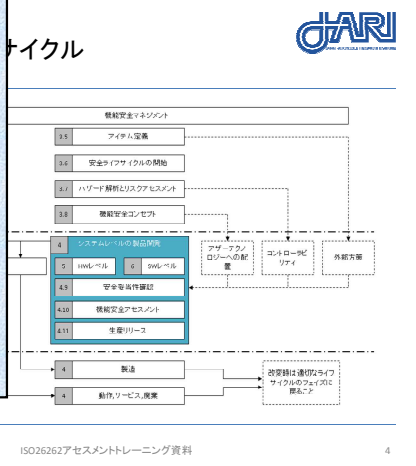 サイクル
JARI
機能安全マネジメント
3.5 アイテム定義
3.6 安全ライフサイクルの開始
3.7 ハザード解析とリスクアセスメント
3.8 機能安全コンセプト
4 システムレベルの製品開発
5 HWレベル 6 SWレベル
4.9 安全妥当性確認
4.10 機能安全アセスメント
4.11 生産リリース
アザーテクノ
ロジーへの配
置
コントローラビ
リティ
外部方策
4 製造
4 動作,サービス,廃棄
改変時は適切なライフ
サイクルのフェイズに
戻ること
ISO26262アセスメントトレーニング資料
4